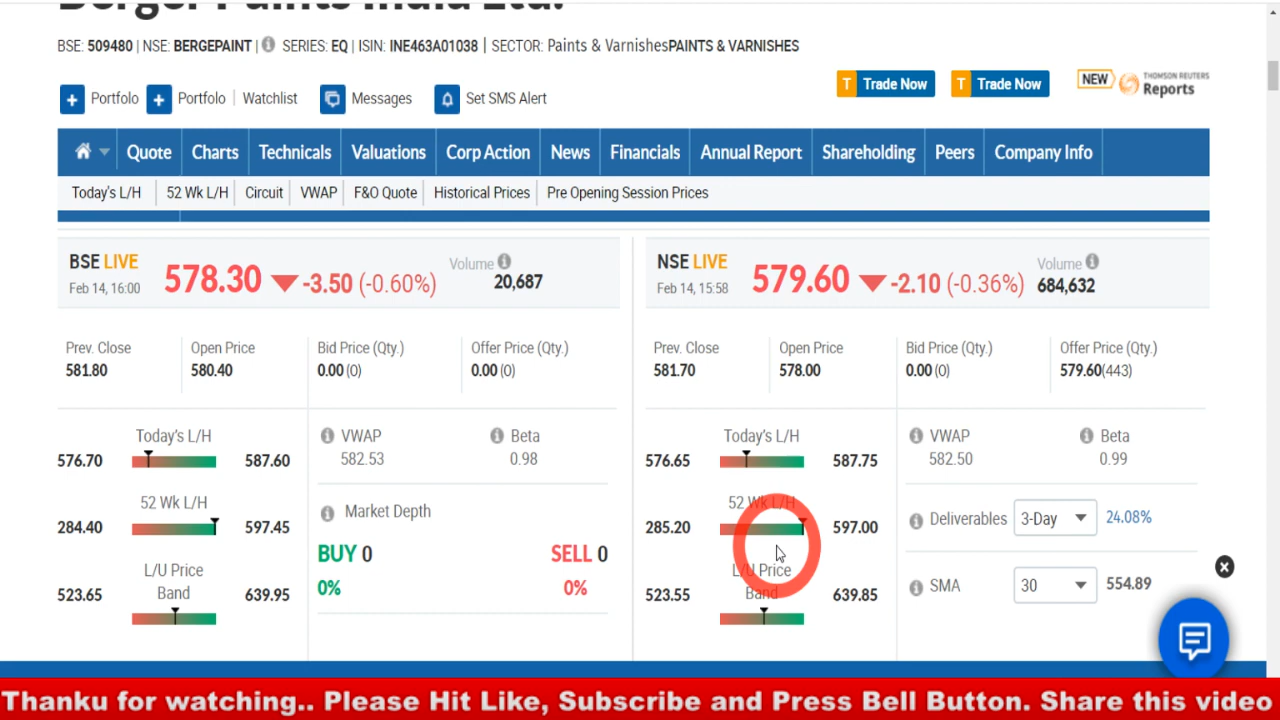 Berger Paints India Ltd.
BSE: 509480 | NSE: BERGEPAINT | SERIES: EQ | ISIN: INE463A01038 | SECTOR: Paints & VarnishesPAINTS & VARNISHES
+ Portfolo + Portfolo | Watchlist Messages Set SMS Alert
T Trade Now T Trade Now NEW THOMSON REUTERS Reports
Quote Charts Technicals Valuations Corp Action News Financials Annual Report Shareholding Peers Company Info
Today's L/H 52 Wk L/H Circuit VWAP F&O Quote Historical Prices Pre Opening Session Prices
BSE LIVE
Feb 14, 16:00
578.30 -3.50 (-0.60%)
Volume
20,687
Prev. Close
581.80
Open Price
580.40
Bid Price (Qty.)
0.00 (0)
Offer Price (Qty.)
0.00 (0)
Today's L/H
576.70 587.60
52 Wk L/H
284.40 597.45
L/U Price
Band
523.65 639.95
VWAP
582.53
Beta
0.98
Market Depth
BUY 0 SELL 0
0% 0%
NSE LIVE
Feb 14, 15:58
579.60 -2.10 (-0.36%)
Volume
684,632
Prev. Close
581.70
Open Price
578.00
Bid Price (Qty.)
0.00 (0)
Offer Price (Qty.)
579.60(443)
Today's L/H
576.65 587.75
52 Wk L/H
285.20 597.00
L/U Price
Band
523.55 639.85
VWAP
582.50
Beta
0.99
Deliverables 3-Day 24.08%
SMA 30 554.89
Thanku for watching.. Please Hit Like, Subscribe and Press Bell Button. Share this video